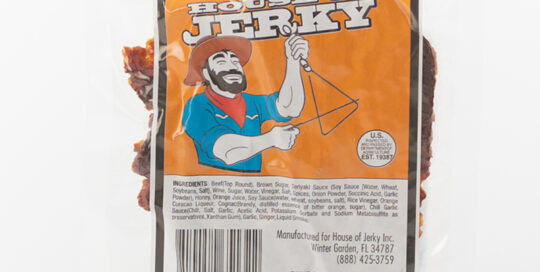 HOUSE OF
JERKY
U.S.
INSPECTED
AND PASSED BY
DEPARTMENT OF
AGRICULTURE
EST. 19387
INGREDIENTS: Beef(Top Round), Brown Sugar, Teriyaki Sauce (Soy Sauce (Water, Wheat,
Soybeans, Salt), Wine, Sugar, Water, Vinegar, Salt, Spices, Onion Powder, Succinic Acid, Garlic
Powder), Honey, Orange Juice, Soy Sauce(water, wheat, soybeans, salt), Rice Vinegar, Orange
Curacao Liqueur, Cognac(Brandy, distilled essence of bitter orange, sugar), Chili Garlic
Sauce(Chili, Salt, Garlic, Acetic Acid, Potassium Sorbate and Sodium Metabisulfite as
preservatives, Xanthan Gum), Garlic, Ginger, Liquid Smoke.
Manufactured for House of Jerky Inc.
Winter Garden, FL 34787
(888) 425-3759